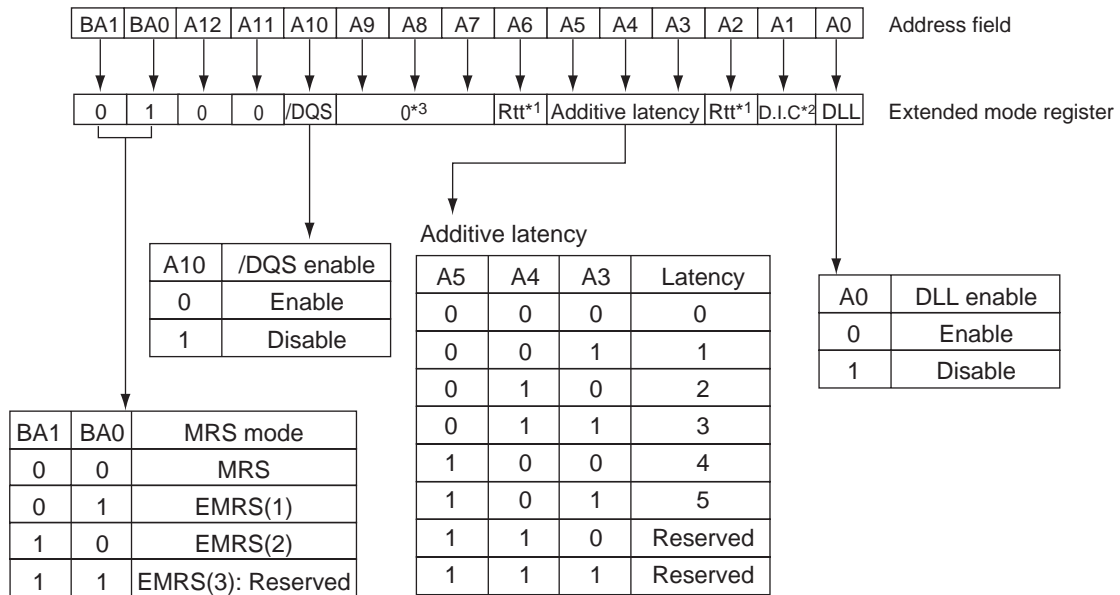 BA1 BA0 A12 A11 A10 A9 A8 A7 A6 A5 A4 A3 A2 A1 A0 Address field
0 1 0 0 /DQS 0*3 Rtt*1 Additive latency Rtt*1 D.I.C*2 DLL Extended mode register
A10 /DQS enable
0 Enable
1 Disable
Additive latency
A5 A4 A3 Latency
0 0 0 0
0 0 1 1
0 1 0 2
0 1 1 3
1 0 0 4
1 0 1 5
1 1 0 Reserved
1 1 1 Reserved
A0 DLL enable
0 Enable
1 Disable
BA1 BA0 MRS mode
0 0 MRS
0 1 EMRS(1)
1 0 EMRS(2)
1 1 EMRS(3): Reserved